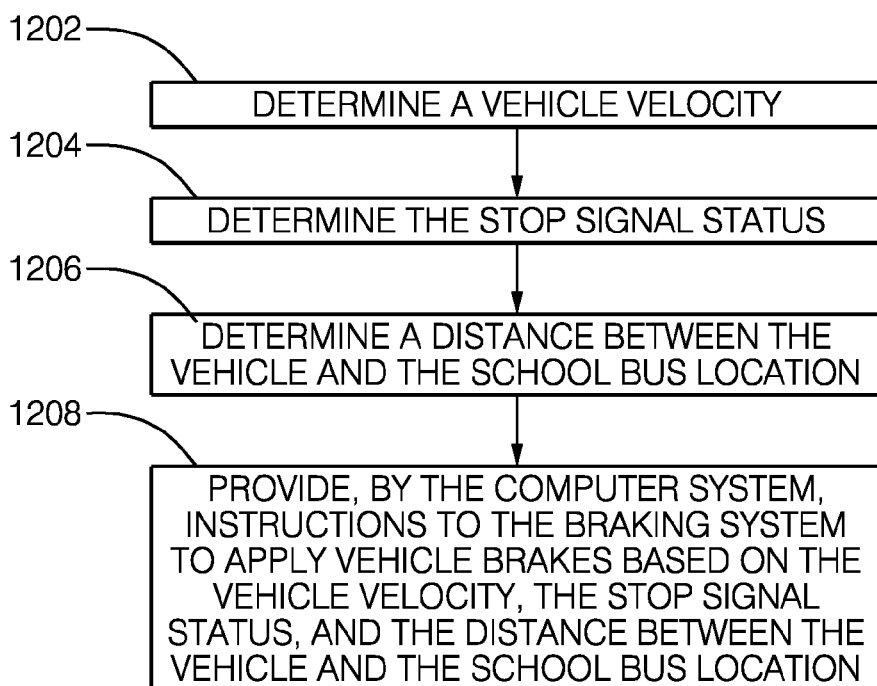 1202
DETERMINE A VEHICLE VELOCITY
1204
DETERMINE THE STOP SIGNAL STATUS
1206
DETERMINE A DISTANCE BETWEEN THE
VEHICLE AND THE SCHOOL BUS LOCATION
1208
PROVIDE, BY THE COMPUTER SYSTEM,
INSTRUCTIONS TO THE BRAKING SYSTEM
TO APPLY VEHICLE BRAKES BASED ON THE
VEHICLE VELOCITY, THE STOP SIGNAL
STATUS, AND THE DISTANCE BETWEEN THE
VEHICLE AND THE SCHOOL BUS LOCATION